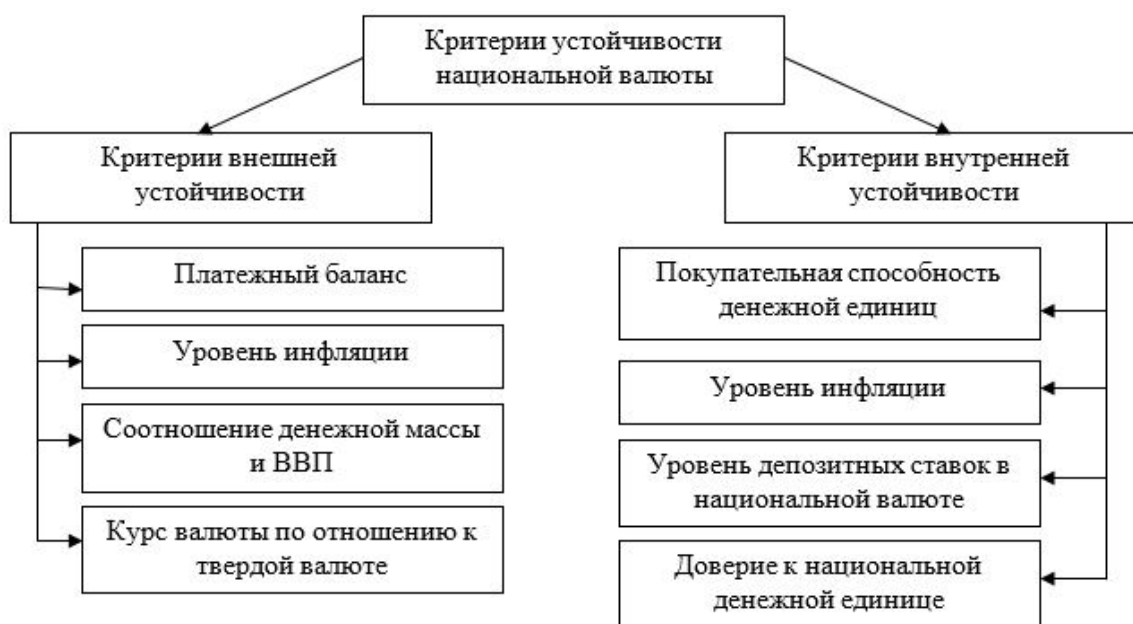 Критерии устойчивости
национальной валюты
Критерии внешней
устойчивости
Платежный баланс
Уровень инфляции
Соотношение денежной массы
и ВВП
Курс валюты по отношению к
твердой валюте
Критерии внутренней
устойчивости
Покупательная способность
денежной единиц
Уровень инфляции
Уровень депозитных ставок в
национальной валюте
Доверие к национальной
денежной единице